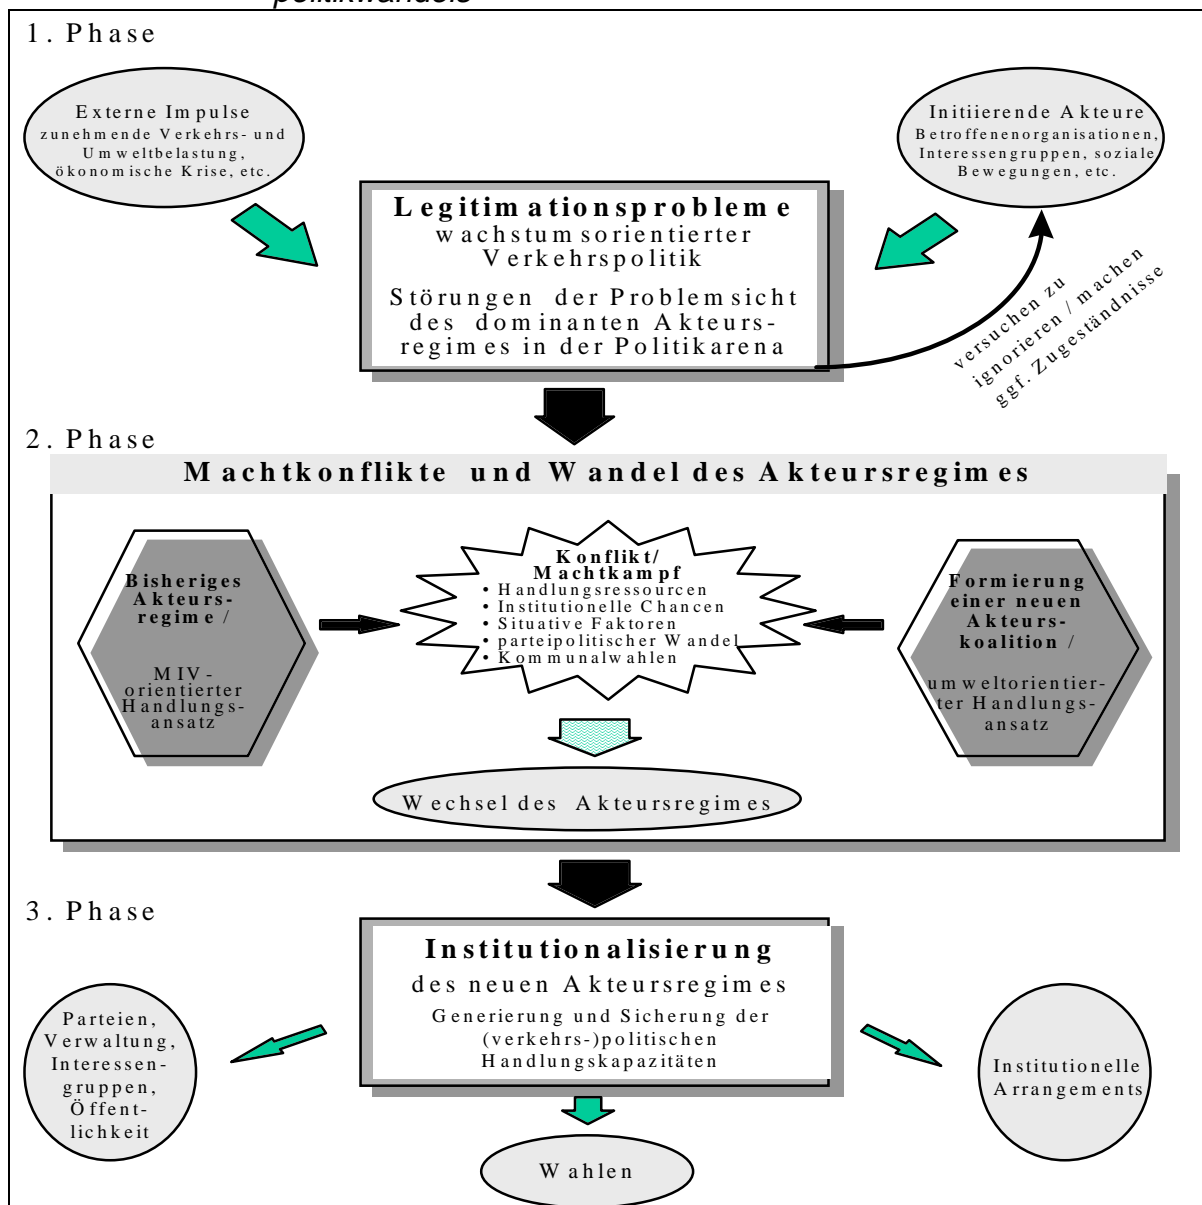 politikwandels
1. Phase
Externe Impulse
zunehmende Verkehrs- und
Umweltbelastung,
ökonomische Krise, etc.
Initiierende Akteure
Betroffenenorganisationen,
Interessengruppen, soziale
Bewegungen, etc.
Legitimationsprobleme
wachstumsorientierter
Verkehrspolitik
Störungen der Problemsicht
des dominanten Akteurs-
regimes in der Politikarena
versuchen zu
ignorieren / machen
ggf. Zugeständnisse
2. Phase
Machtkonflikte und Wandel des Akteursregimes
Bisheriges
Akteurs-
regime /
MIV-
orientierter
Handlungs-
ansatz
Konflikt/
Machtkampf
• Handlungsressourcen
• Institutionelle Chancen
• Situative Faktoren
• parteipolitischer Wandel
• Kommunalwahlen
Formierung
einer neuen
Akteurs-
koalition /
umweltorientier-
ter Handlungs-
ansatz
Wechsel des Akteursregimes
3. Phase
Institutionalisierung
des neuen Akteursregimes
Generierung und Sicherung der
(verkehrs-)politischen
Handlungskapazitäten
Parteien,
Verwaltung,
Interessen-
gruppen,
Öffent-
lichkeit
Institutionelle
Arrangements
Wahlen